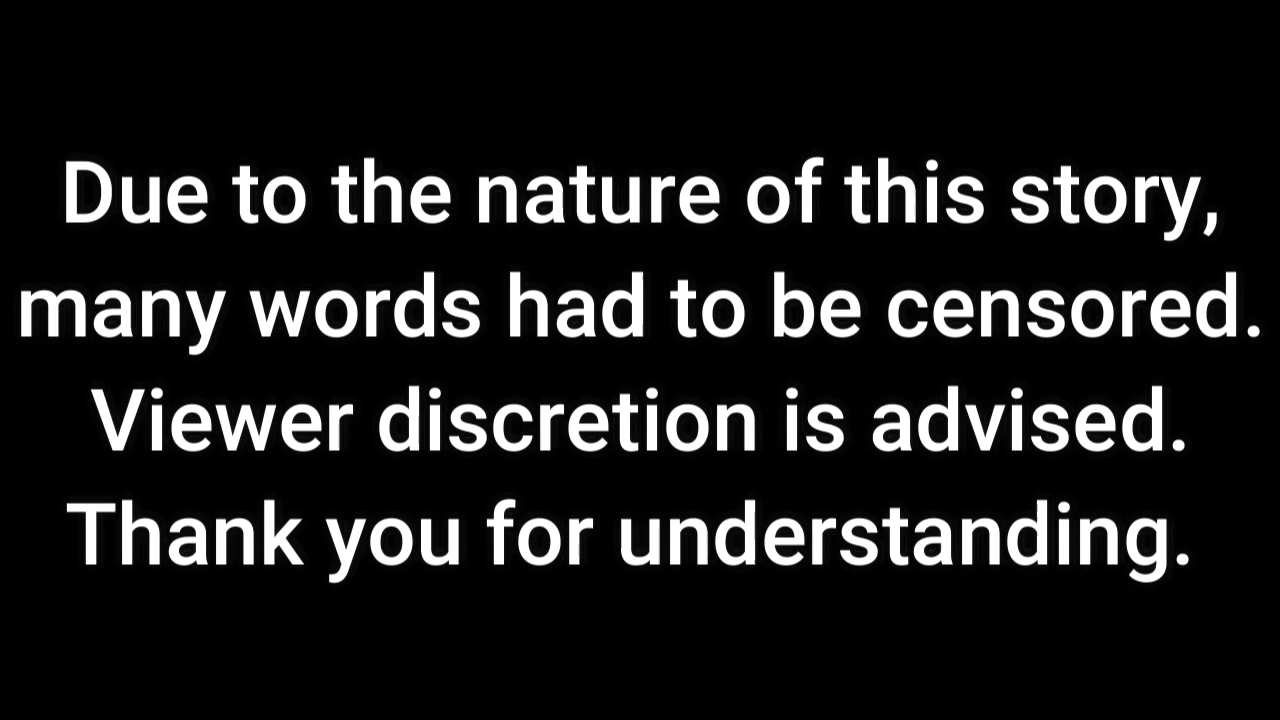 Due to the nature of this story,
many words had to be censored.
Viewer discretion is advised.
Thank you for understanding.